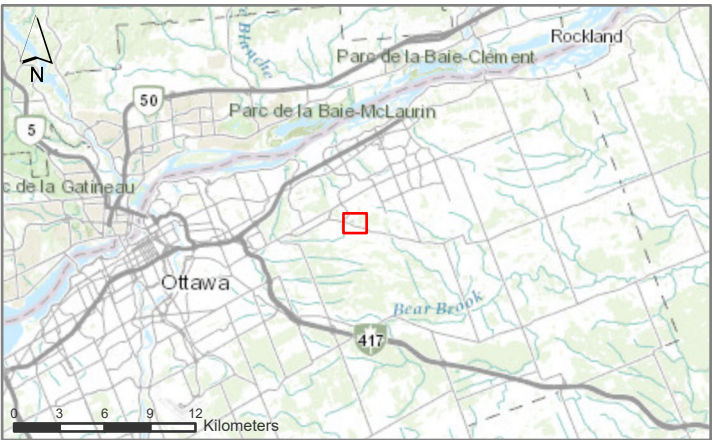 Rockland
Blanche
Parc de la Baie-Clément
N
50
Parc de la Baie-McLaurin
5
c de la Gatineau
Ottawa
Bear Brook
417
0 3 6 9 12
Kilometers